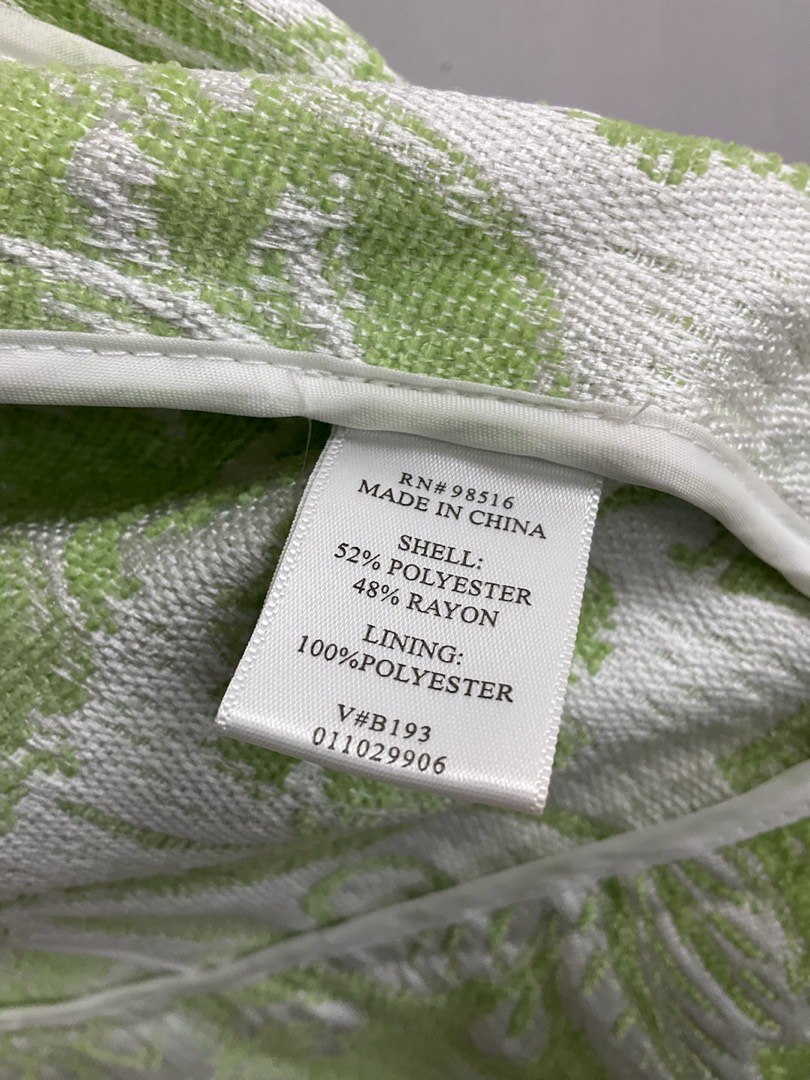 RN# 98516
MADE IN CHINA
SHELL:
52% POLYESTER
48% RAYON
LINING:
100%POLYESTER
V#B193
011029906